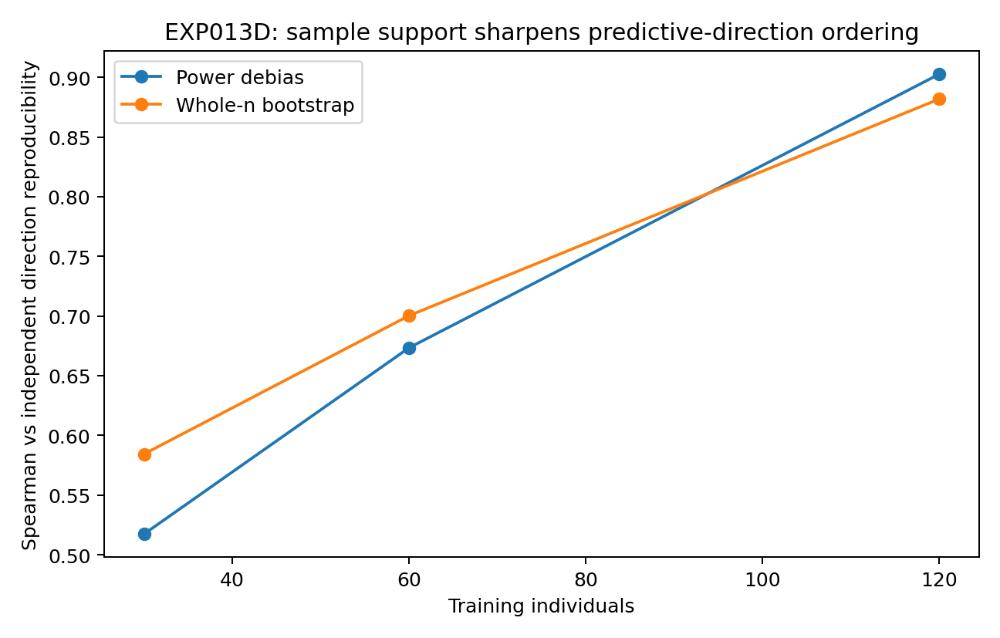 EXP013D: sample support sharpens predictive-direction ordering
Power debias
Whole-n bootstrap
Spearman vs independent direction reproducibility
0.90
0.85
0.80
0.75
0.70
0.65
0.60
0.55
0.50
40 60 80 100 120
Training individuals